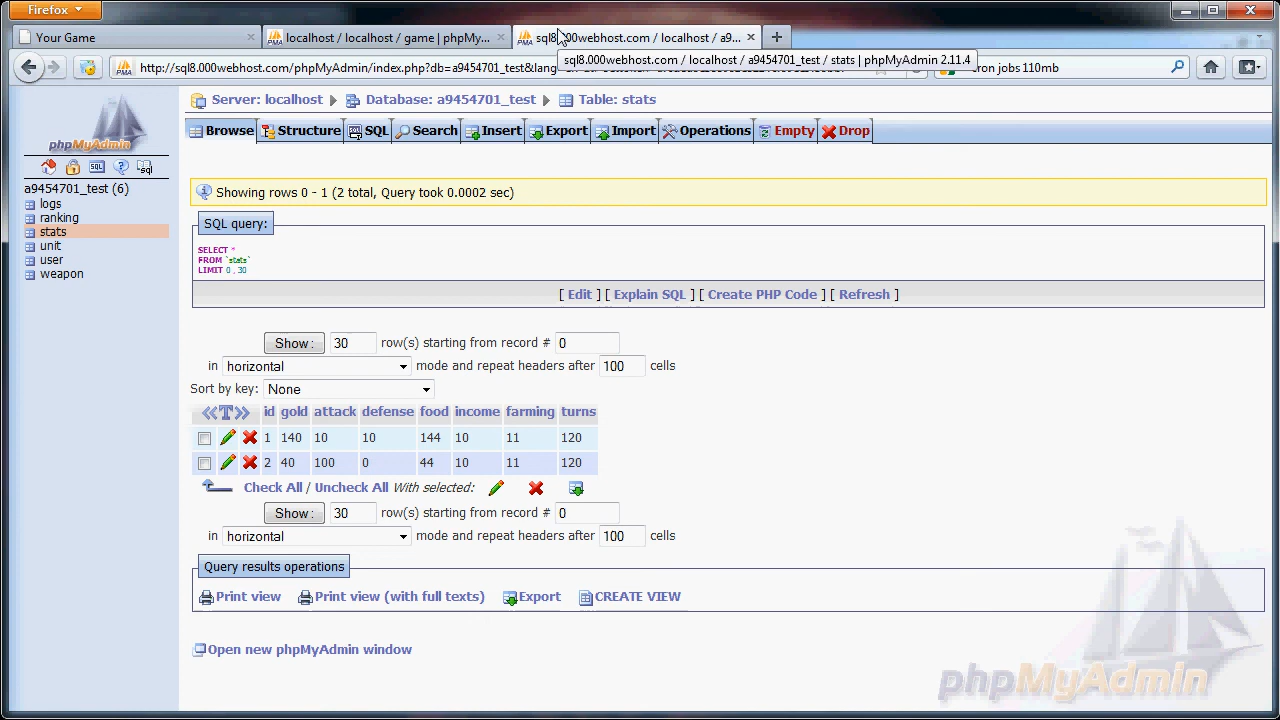 Firefox
Your Game
localhost / localhost / game | phpMy...
sql8.000webhost.com / localhost / a9...
http://sql8.000webhost.com/phpMyAdmin/index.php?db=a9454701_test&lang
sql8.000webhost.com / localhost / a9454701_test / stats | phpMyAdmin 2.11.4
cron jobs 110mb
phpMyAdmin
a9454701_test (6)
logs
ranking
stats
unit
user
weapon
Server: localhost Database: a9454701_test Table: stats
Browse Structure SQL Search Insert Export Import Operations Empty Drop
Showing rows 0 - 1 (2 total, Query took 0.0002 sec)
SQL query:
SELECT *
FROM `stats`
LIMIT 0 , 30
[ Edit ] [ Explain SQL ] [ Create PHP Code ] [ Refresh ]
Show : 30 row(s) starting from record # 0
in horizontal mode and repeat headers after 100 cells
Sort by key: None
T id gold attack defense food income farming turns
1 140 10 10 144 10 11 120
2 40 100 0 44 10 11 120
Check All / Uncheck All With selected:
Show : 30 row(s) starting from record # 0
in horizontal mode and repeat headers after 100 cells
Query results operations
Print view Print view (with full texts) Export CREATE VIEW
Open new phpMyAdmin window
phpMyAdmin